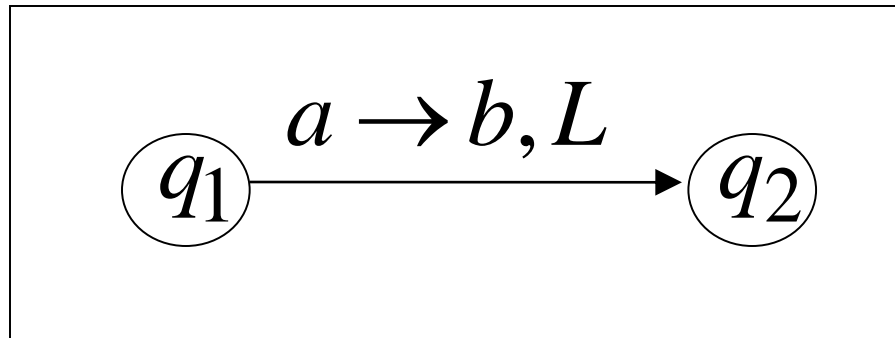 a → b, L
q₁ q₂